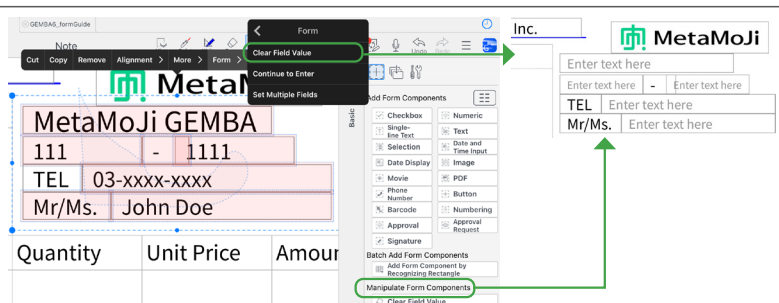 GEMBA6_formGuide
Note
Cut Copy Remove Alignment > More > Form >
Form
Clear Field Value
Continue to Enter
Set Multiple Fields
Undo
MetaM
MetaMoJi GEMBA
111 - 1111
TEL 03-xxxx-xxxx
Mr/Ms. John Doe
Quantity Unit Price Amour
Basic
Add Form Components
Checkbox Numeric
Single-line Text Text
Selection Date and Time Input
Date Display Image
Movie PDF
Phone Number Button
Barcode Numbering
Approval Approval Request
Signature
Batch Add Form Components
Add Form Component by Recognizing Rectangle
Manipulate Form Components
Clear Field Value
Inc.
MetaMoJi
Enter text here
Enter text here - Enter text here
TEL Enter text here
Mr/Ms. Enter text here